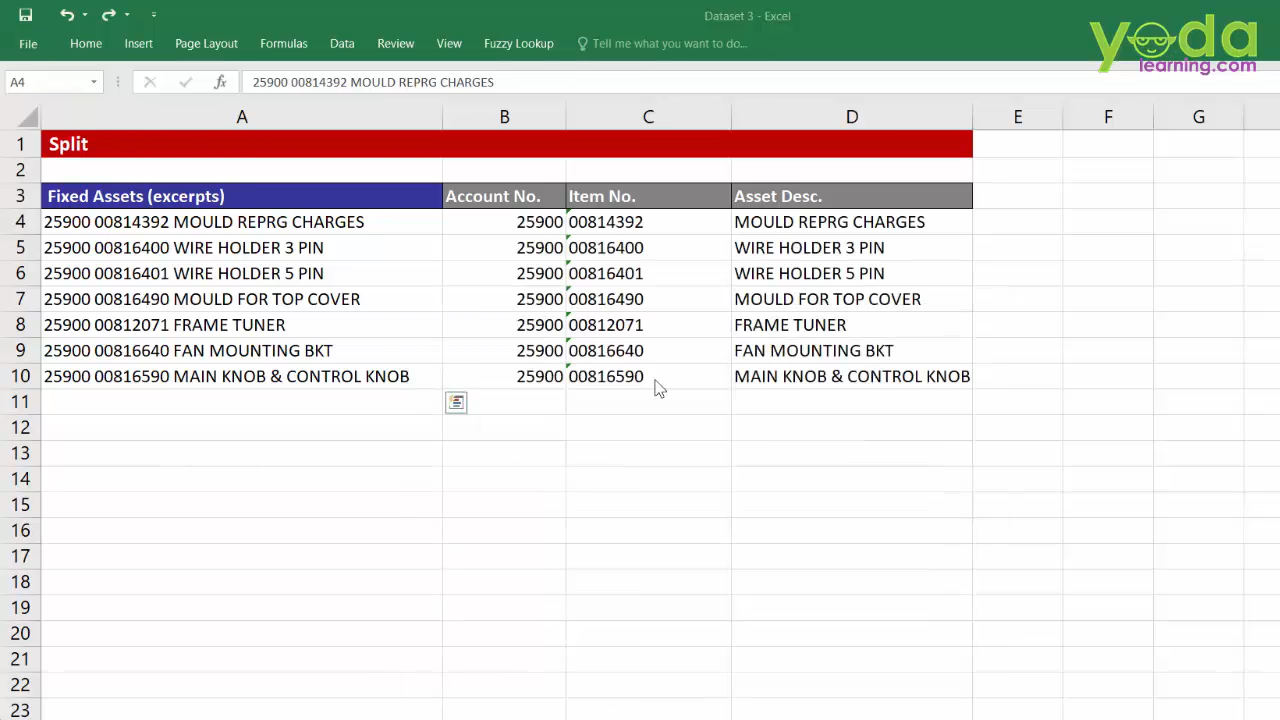 Dataset 3 - Excel
yoda
learning.com
File Home Insert Page Layout Formulas Data Review View Fuzzy Lookup Tell me what you want to do...
A4 fx 25900 00814392 MOULD REPRG CHARGES
A B C D E F G
1 Split
2
3 Fixed Assets (excerpts) Account No. Item No. Asset Desc.
4 25900 00814392 MOULD REPRG CHARGES 25900 00814392 MOULD REPRG CHARGES
5 25900 00816400 WIRE HOLDER 3 PIN 25900 00816400 WIRE HOLDER 3 PIN
6 25900 00816401 WIRE HOLDER 5 PIN 25900 00816401 WIRE HOLDER 5 PIN
7 25900 00816490 MOULD FOR TOP COVER 25900 00816490 MOULD FOR TOP COVER
8 25900 00812071 FRAME TUNER 25900 00812071 FRAME TUNER
9 25900 00816640 FAN MOUNTING BKT 25900 00816640 FAN MOUNTING BKT
10 25900 00816590 MAIN KNOB & CONTROL KNOB 25900 00816590 MAIN KNOB & CONTROL KNOB
11
12
13
14
15
16
17
18
19
20
21
22
23